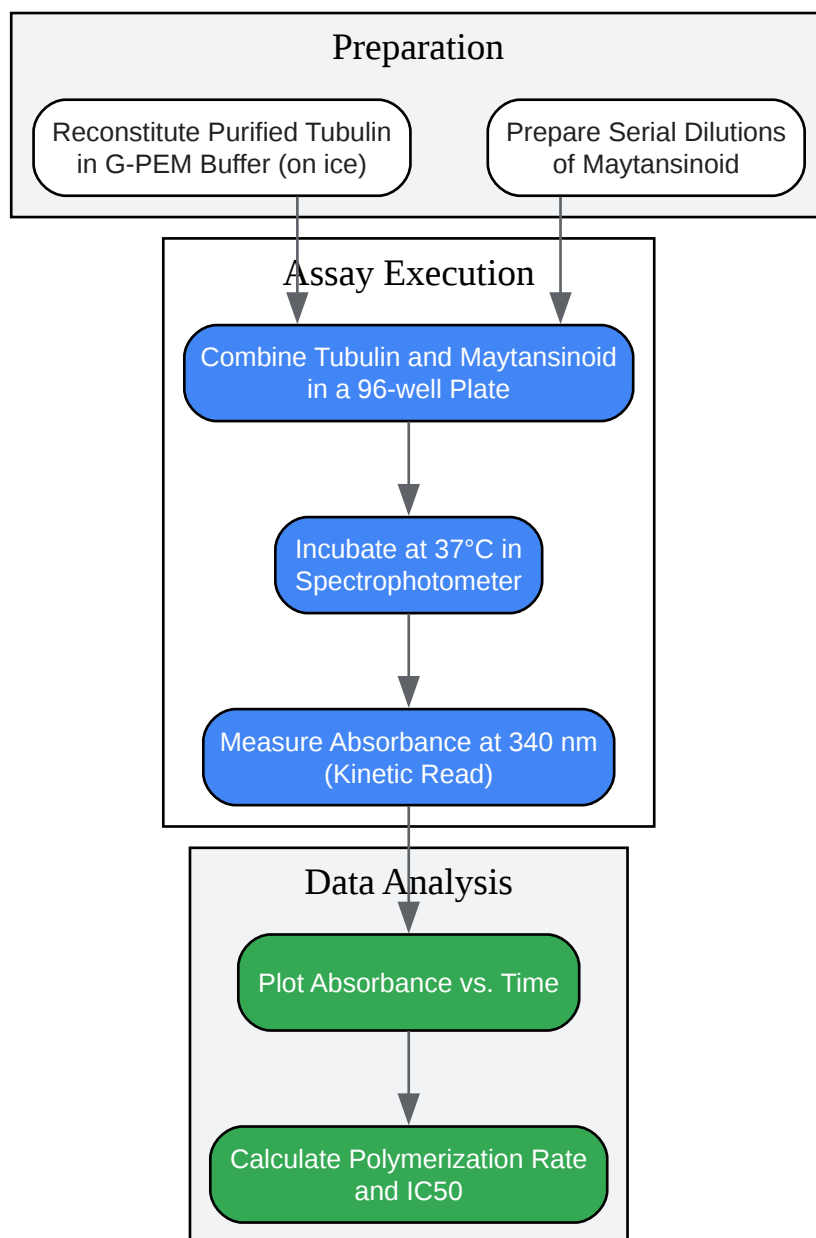 Preparation
Reconstitute Purified Tubulin
in G-PEM Buffer (on ice)
Prepare Serial Dilutions
of Maytansinoid
Assay Execution
Combine Tubulin and Maytansinoid
in a 96-well Plate
Incubate at 37°C in
Spectrophotometer
Measure Absorbance at 340 nm
(Kinetic Read)
Data Analysis
Plot Absorbance vs. Time
Calculate Polymerization Rate
and IC50